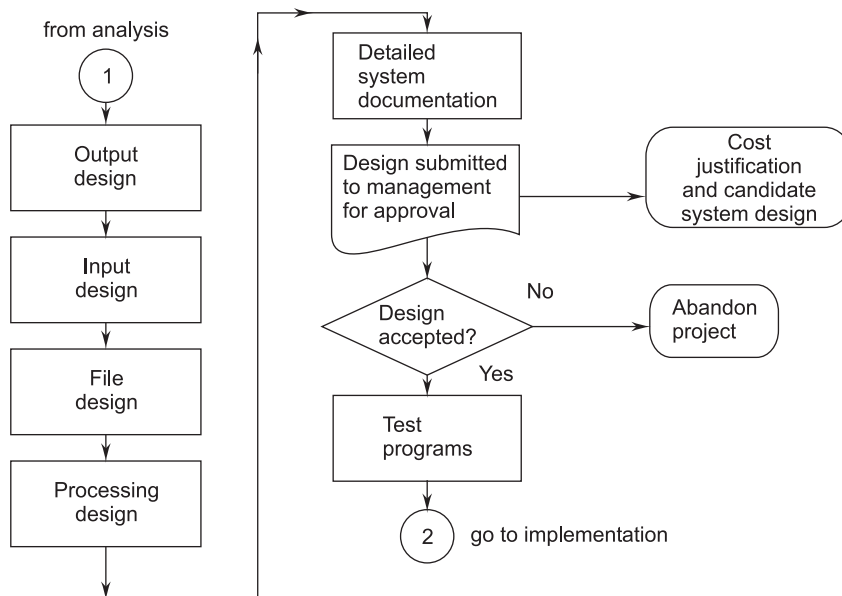 from analysis
1
Output
design
Input
design
File
design
Processing
design
Detailed
system
documentation
Design submitted
to management
for approval
Cost
justification
and candidate
system design
Design
accepted?
No
Abandon
project
Yes
Test
programs
2
go to implementation